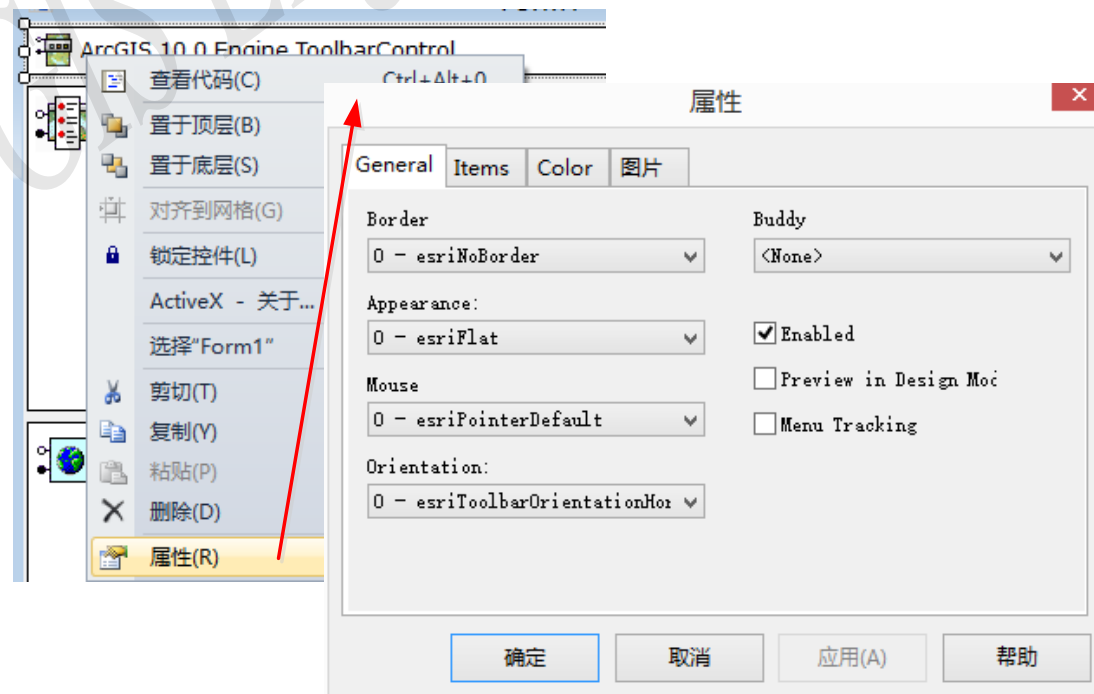 ArcGIS 10.0 Engine ToolbarControl
查看代码(C) Ctrl+Alt+0
置于顶层(B)
置于底层(S)
对齐到网格(G)
锁定控件(L)
ActiveX - 关于...
选择"Form1"
剪切(T)
复制(Y)
粘贴(P)
删除(D)
属性(R)
属性
General Items Color 图片
Border
0 - esriNoBorder
Appearance:
0 - esriFlat
Mouse
0 - esriPointerDefault
Orientation:
0 - esriToolbarOrientationHor
Buddy
<None>
Enabled
Preview in Design Mod
Menu Tracking
确定 取消 应用(A) 帮助